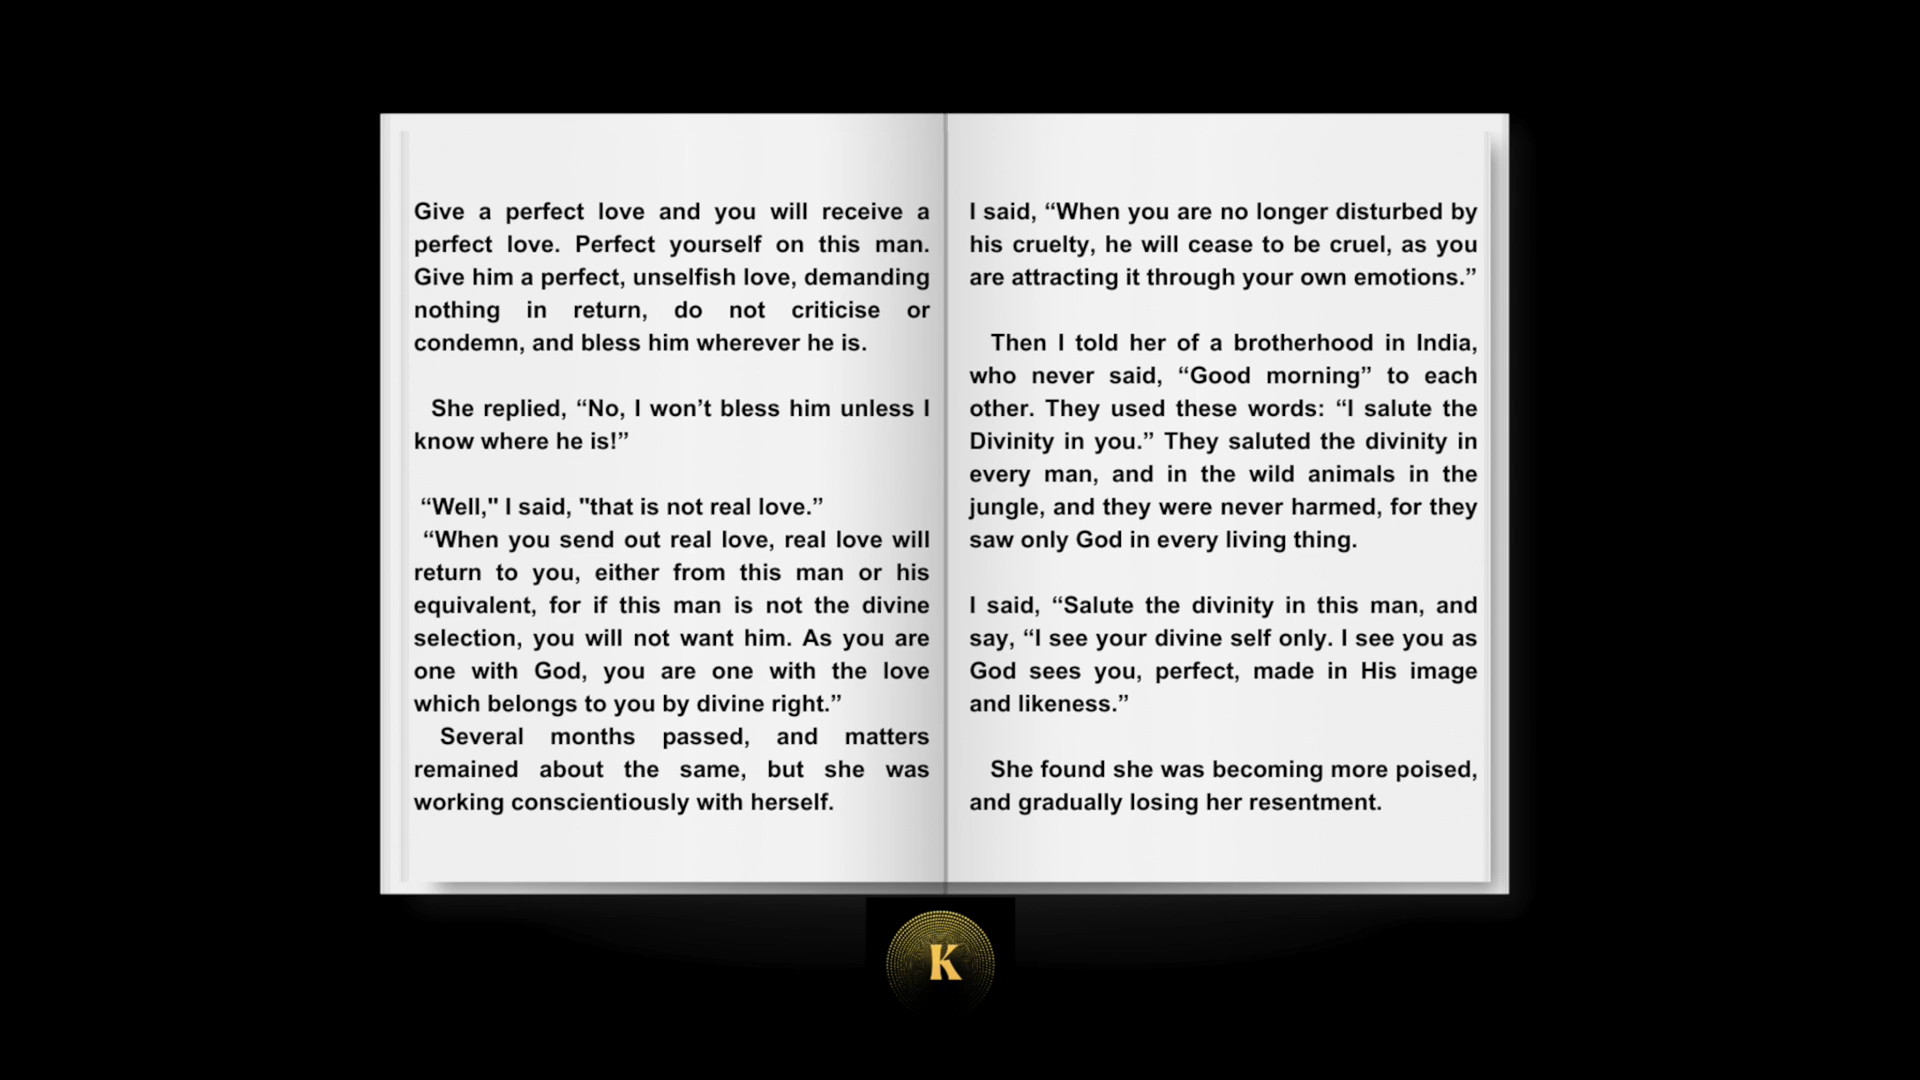 Give a perfect love and you will receive a
perfect love. Perfect yourself on this man.
Give him a perfect, unselfish love, demanding
nothing in return, do not criticise or
condemn, and bless him wherever he is.
She replied, “No, I won’t bless him unless I
know where he is!”
“Well," I said, "that is not real love.”
“When you send out real love, real love will
return to you, either from this man or his
equivalent, for if this man is not the divine
selection, you will not want him. As you are
one with God, you are one with the love
which belongs to you by divine right.”
Several months passed, and matters
remained about the same, but she was
working conscientiously with herself.
I said, “When you are no longer disturbed by
his cruelty, he will cease to be cruel, as you
are attracting it through your own emotions.”
Then I told her of a brotherhood in India,
who never said, “Good morning” to each
other. They used these words: “I salute the
Divinity in you.” They saluted the divinity in
every man, and in the wild animals in the
jungle, and they were never harmed, for they
saw only God in every living thing.
I said, “Salute the divinity in this man, and
say, “I see your divine self only. I see you as
God sees you, perfect, made in His image
and likeness.”
She found she was becoming more poised,
and gradually losing her resentment.
K